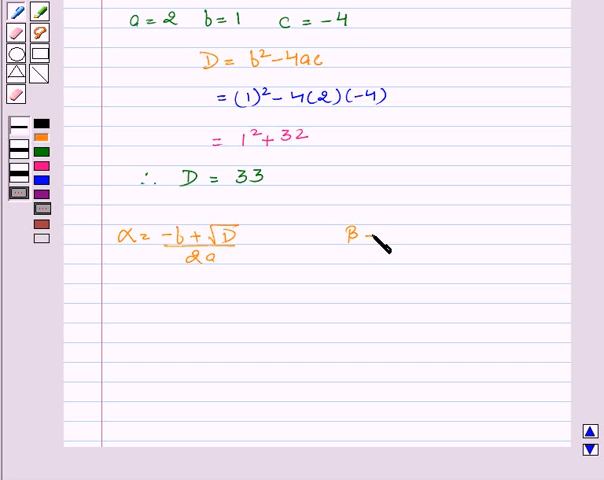 a = 2 b = 1 c = -4
D = b² - 4ac
= (1)² - 4(2)(-4)
= 1² + 32
∴ D = 33
α = (-b + √D)/2a β -